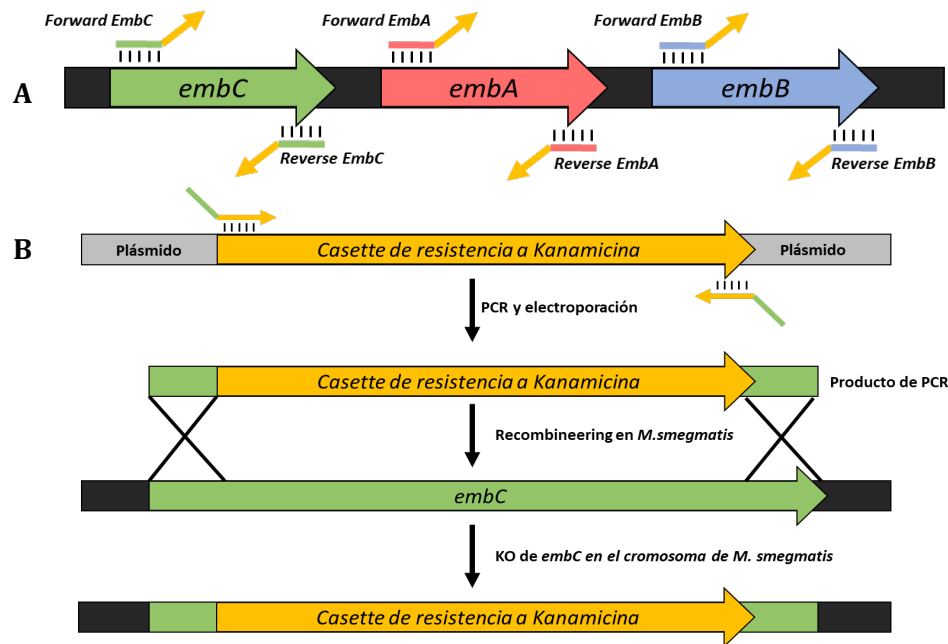 Forward EmbC
Forward EmbA
Forward EmbB
A
embC
embA
embB
Reverse EmbC
Reverse EmbA
Reverse EmbB
B
Plásmido
Casette de resistencia a Kanamicina
Plásmido
PCR y electroporación
Casette de resistencia a Kanamicina
Producto de PCR
Recombineering en M.smegmatis
embC
KO de embC en el cromosoma de M. smegmatis
Casette de resistencia a Kanamicina